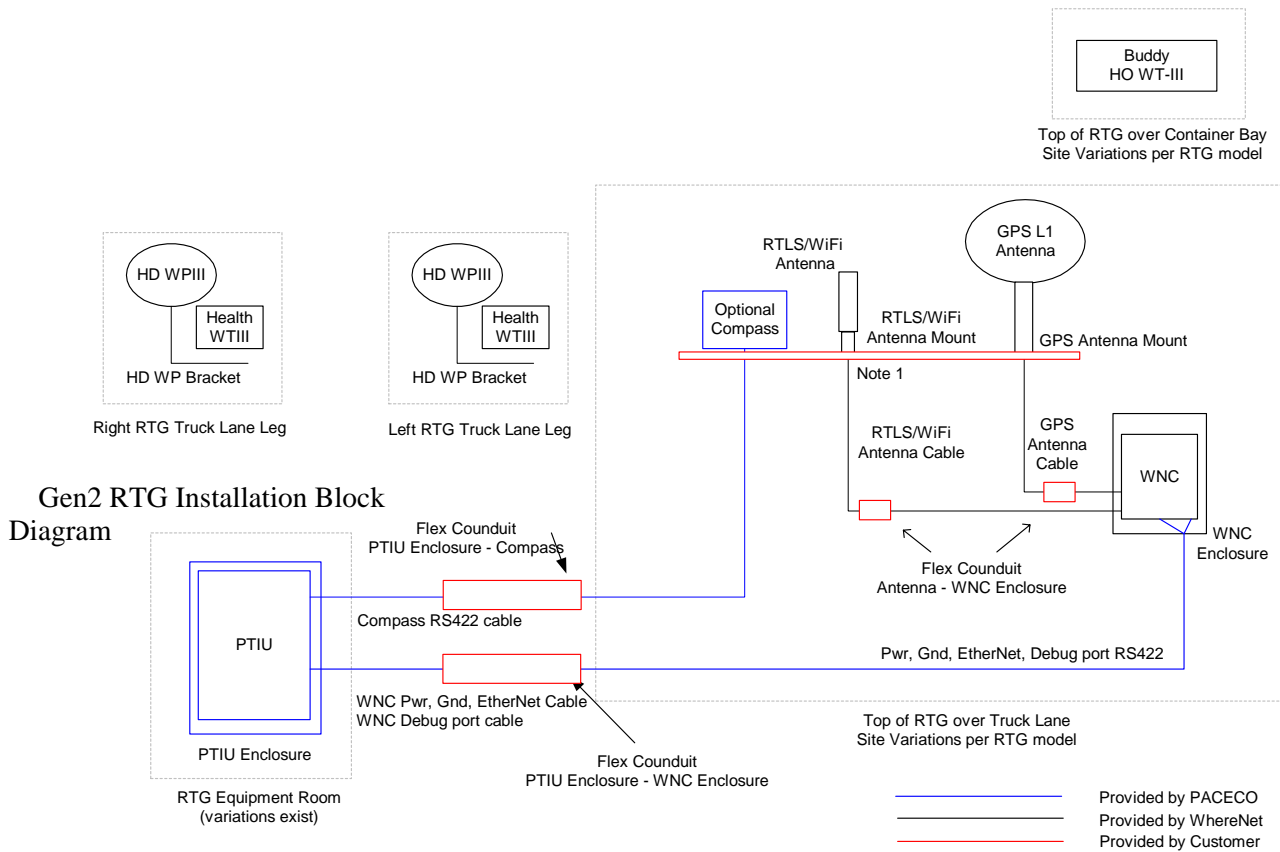 Buddy
HO WT-III
Top of RTG over Container Bay
Site Variations per RTG model
HD WPIII
Health
WTIII
HD WP Bracket
Right RTG Truck Lane Leg
HD WPIII
Health
WTIII
HD WP Bracket
Left RTG Truck Lane Leg
Optional
Compass
RTLS/WiFi
Antenna
RTLS/WiFi
Antenna Mount
GPS L1
Antenna
GPS Antenna Mount
Note 1
RTLS/WiFi
Antenna Cable
GPS
Antenna
Cable
WNC
WNC
Enclosure
Flex Counduit
Antenna - WNC Enclosure
Gen2 RTG Installation Block
Diagram
Flex Counduit
PTIU Enclosure - Compass
PTIU
Compass RS422 cable
Pwr, Gnd, EtherNet, Debug port RS422
WNC Pwr, Gnd, EtherNet Cable
WNC Debug port cable
PTIU Enclosure
Flex Counduit
PTIU Enclosure - WNC Enclosure
RTG Equipment Room
(variations exist)
Top of RTG over Truck Lane
Site Variations per RTG model
Provided by PACECO
Provided by WhereNet
Provided by Customer